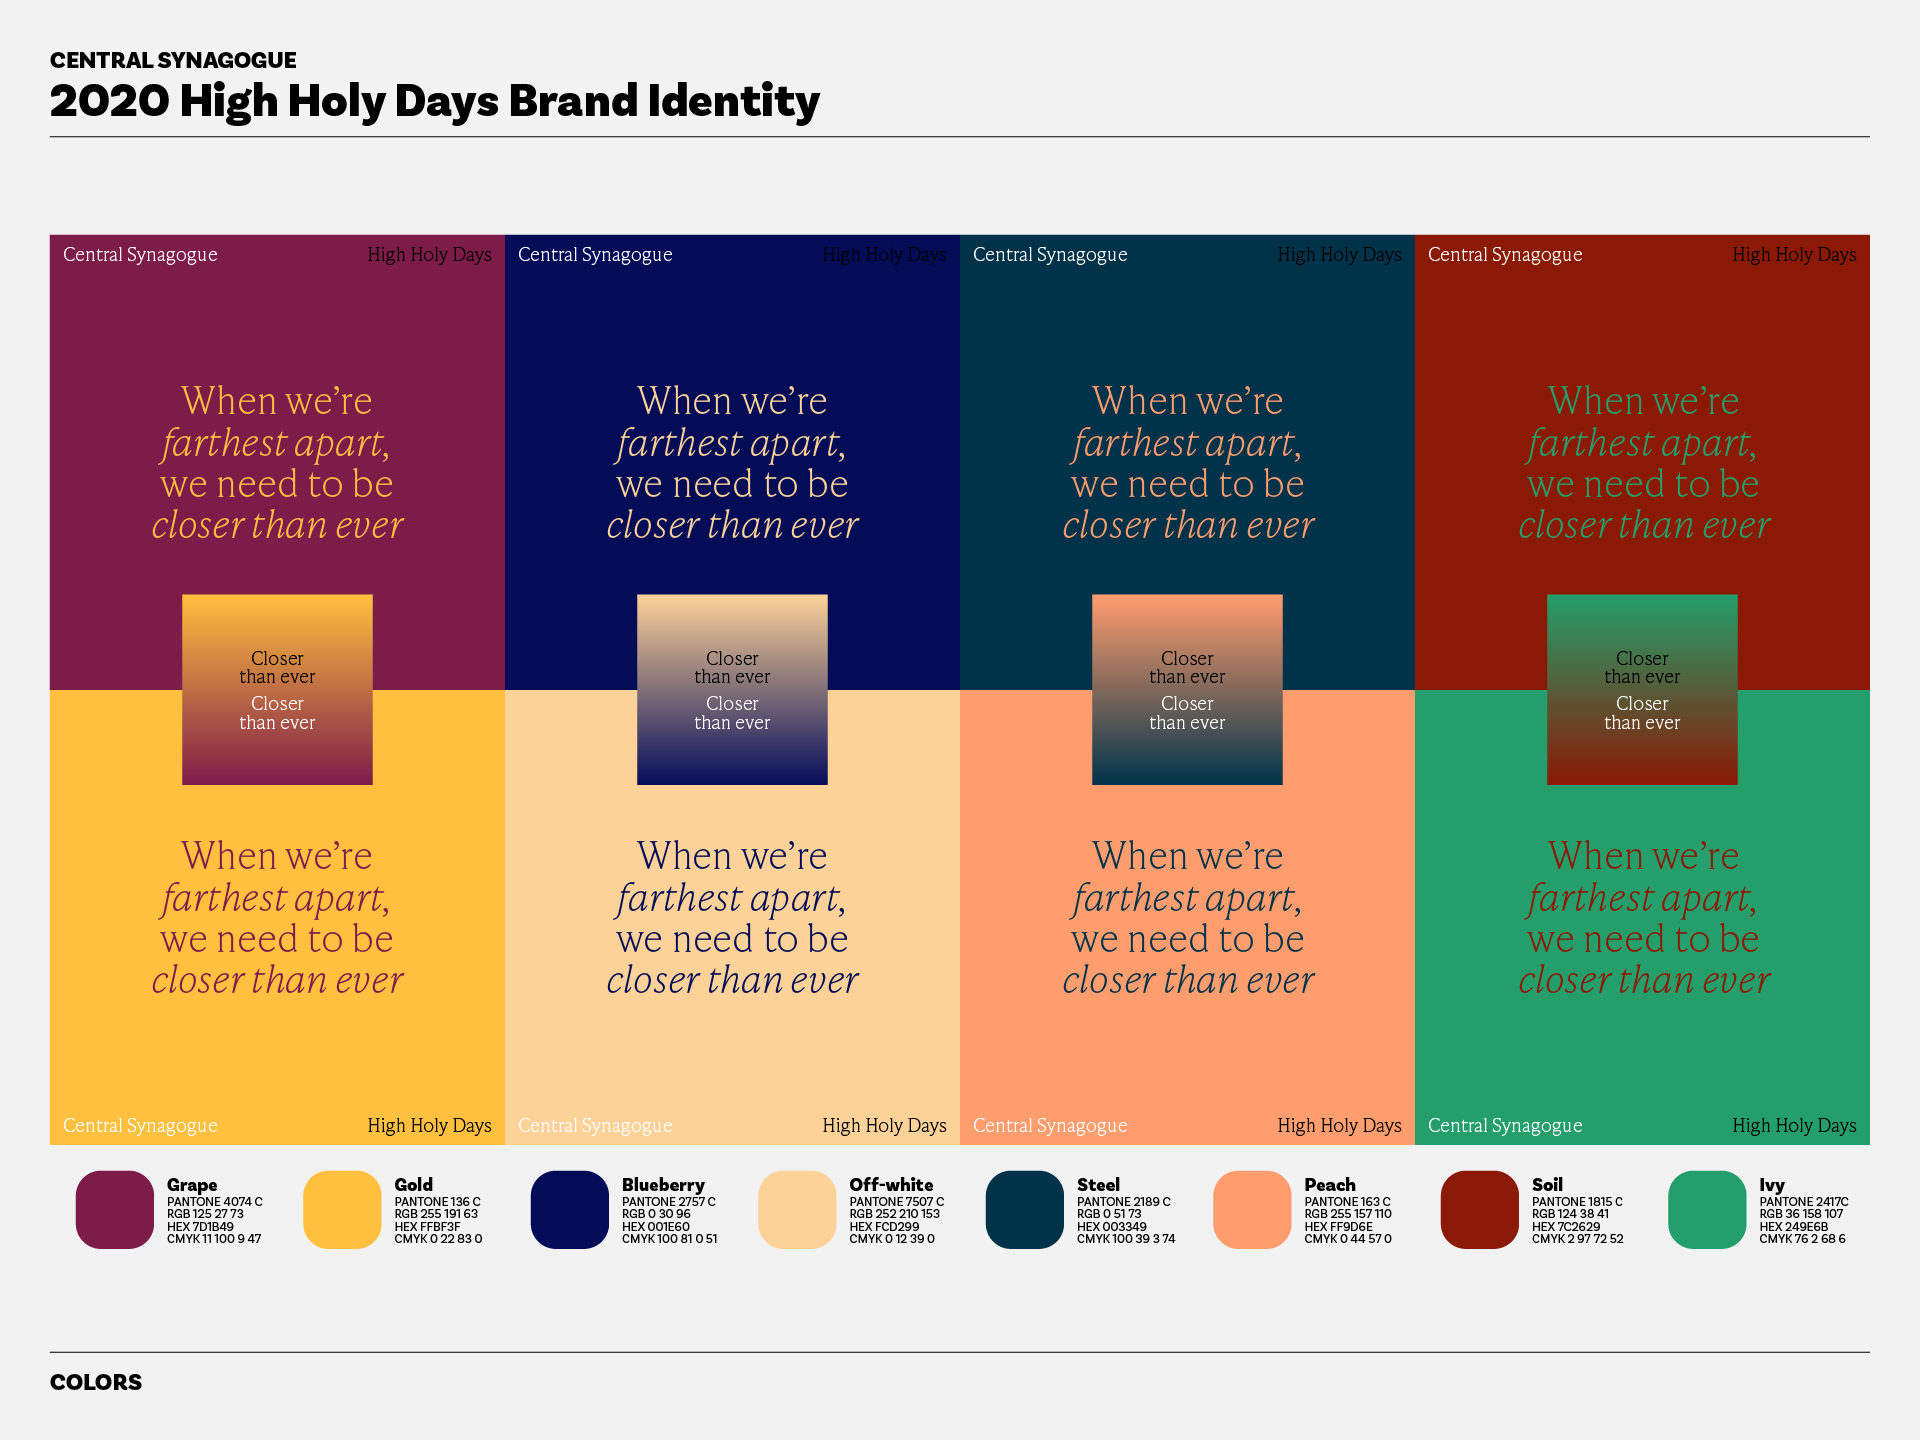 CENTRAL SYNAGOGUE
2020 High Holy Days Brand Identity
Central Synagogue
High Holy Days
When we’re
farthest apart,
we need to be
closer than ever
Central Synagogue
High Holy Days
When we’re
farthest apart,
we need to be
closer than ever
Central Synagogue
High Holy Days
When we’re
farthest apart,
we need to be
closer than ever
Central Synagogue
High Holy Days
When we’re
farthest apart,
we need to be
closer than ever
Closer
than ever
Closer
than ever
Closer
than ever
Closer
than ever
Closer
than ever
Closer
than ever
Closer
than ever
Closer
than ever
When we’re
farthest apart,
we need to be
closer than ever
Central Synagogue
High Holy Days
When we’re
farthest apart,
we need to be
closer than ever
Central Synagogue
High Holy Days
When we’re
farthest apart,
we need to be
closer than ever
Central Synagogue
High Holy Days
When we’re
farthest apart,
we need to be
closer than ever
Central Synagogue
High Holy Days
Grape
PANTONE 4074 C
RGB 125 27 73
HEX 7D1B49
CMYK 11 100 9 47
Gold
PANTONE 136 C
RGB 255 191 63
HEX FFBF3F
CMYK 0 22 83 0
Blueberry
PANTONE 2757 C
RGB 0 30 96
HEX 001E60
CMYK 100 81 0 51
Off-white
PANTONE 7507 C
RGB 252 210 153
HEX FCD299
CMYK 0 12 39 0
Steel
PANTONE 2189 C
RGB 0 51 73
HEX 003349
CMYK 100 39 3 74
Peach
PANTONE 163 C
RGB 255 157 110
HEX FF9D6E
CMYK 0 44 57 0
Soil
PANTONE 1815 C
RGB 124 38 41
HEX 7C2629
CMYK 2 97 72 52
Ivy
PANTONE 2417C
RGB 36 158 107
HEX 249E6B
CMYK 76 2 68 6
COLORS